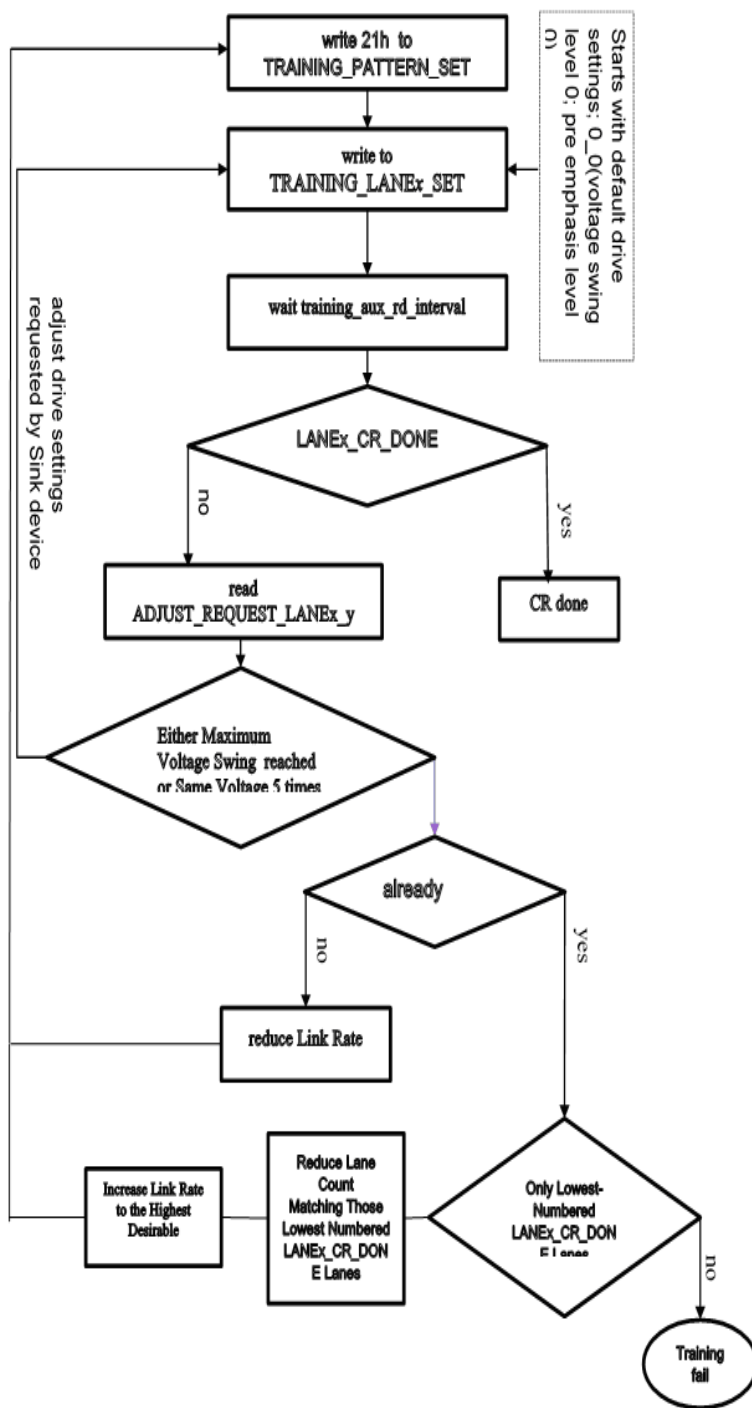 write 21h to
TRAINING_PATTERN_SET
Starts with default drive
settings; 0_0(voltage swing
level 0; pre emphasis level
0)
write to
TRAINING_LANEx_SET
wait training_aux_rd_interval
adjust drive settings
requested by Sink device
LANEx_CR_DONE
no
yes
read
ADJUST_REQUEST_LANEx_y
CR done
Either Maximum
Voltage Swing reached
or Same Voltage 5 times
already
no
yes
reduce Link Rate
Increase Link Rate
to the Highest
Desirable
Reduce Lane
Count
Matching Those
Lowest Numbered
LANEx_CR_DON
E Lanes
Only Lowest-
Numbered
LANEx_CR_DON
E Lanes
no
Training
fail